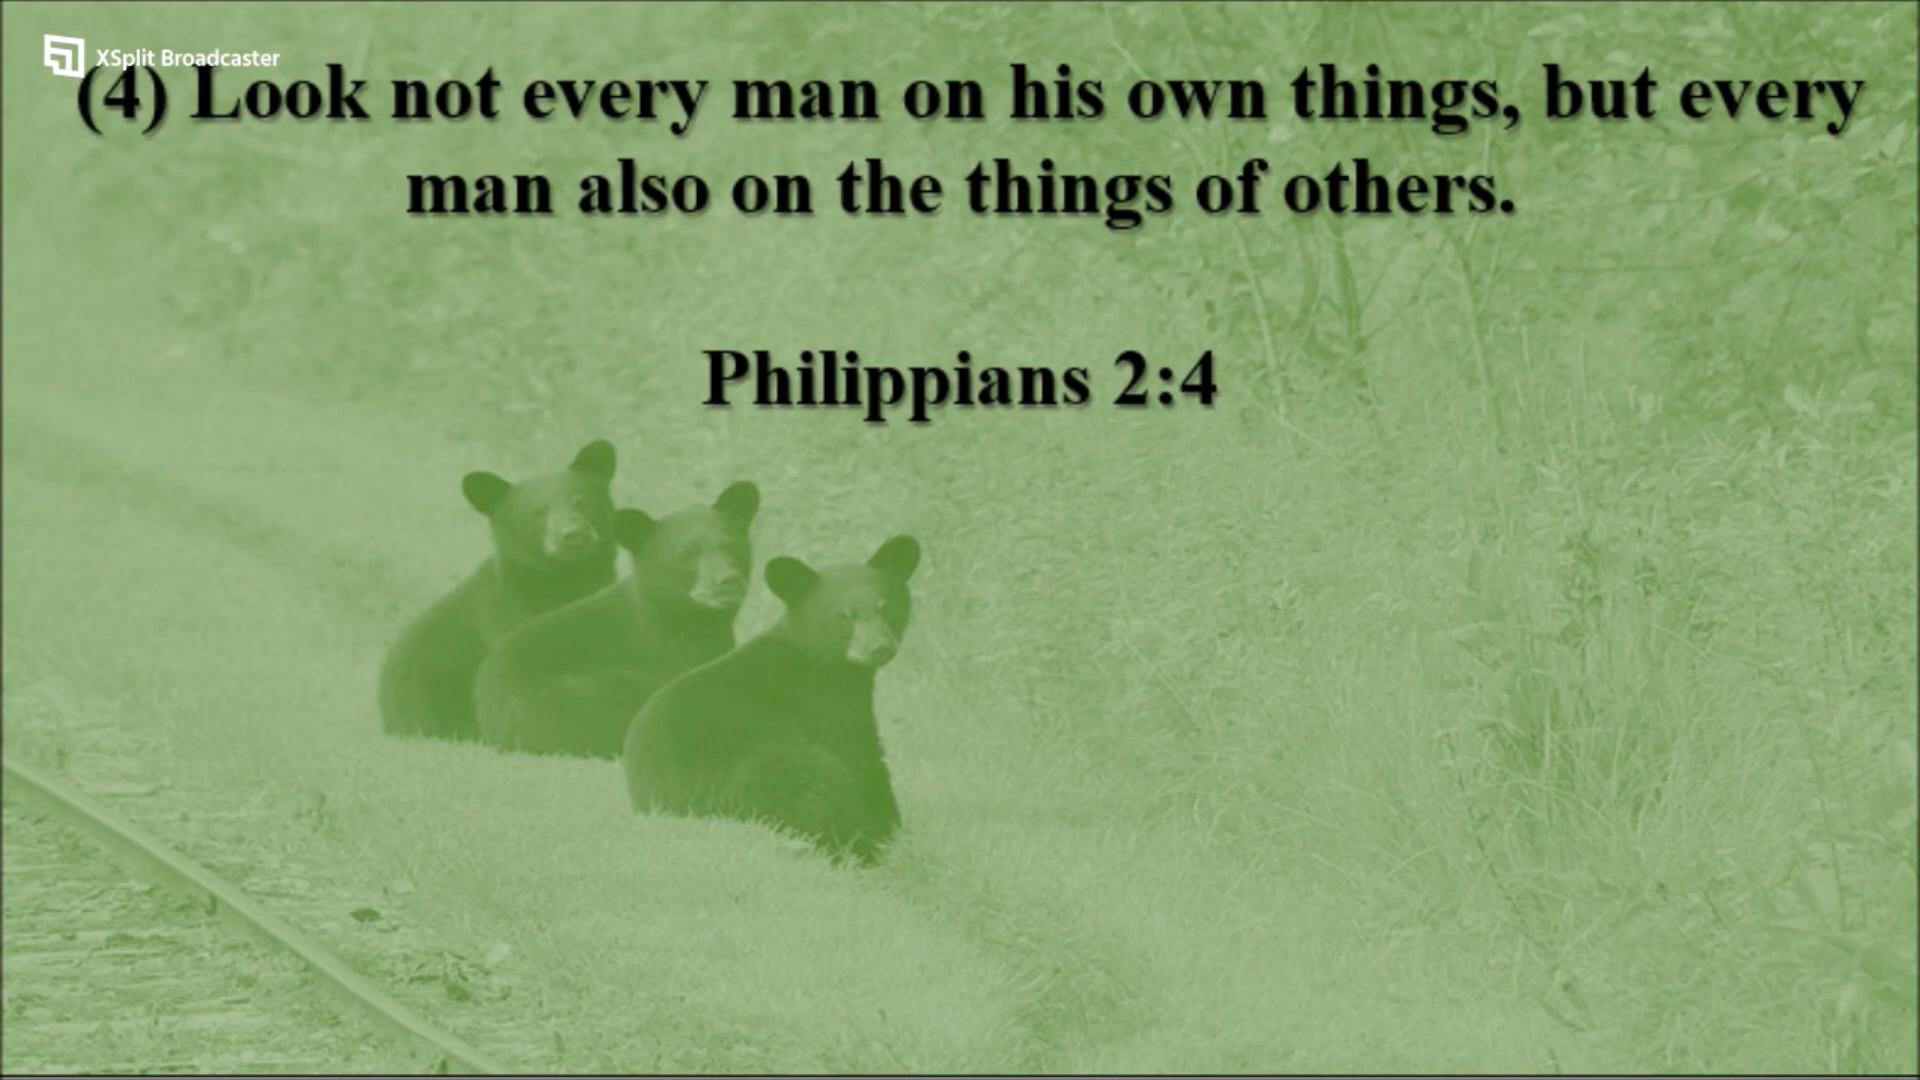 XSplit Broadcaster
(4) Look not every man on his own things, but every
man also on the things of others.
Philippians 2:4